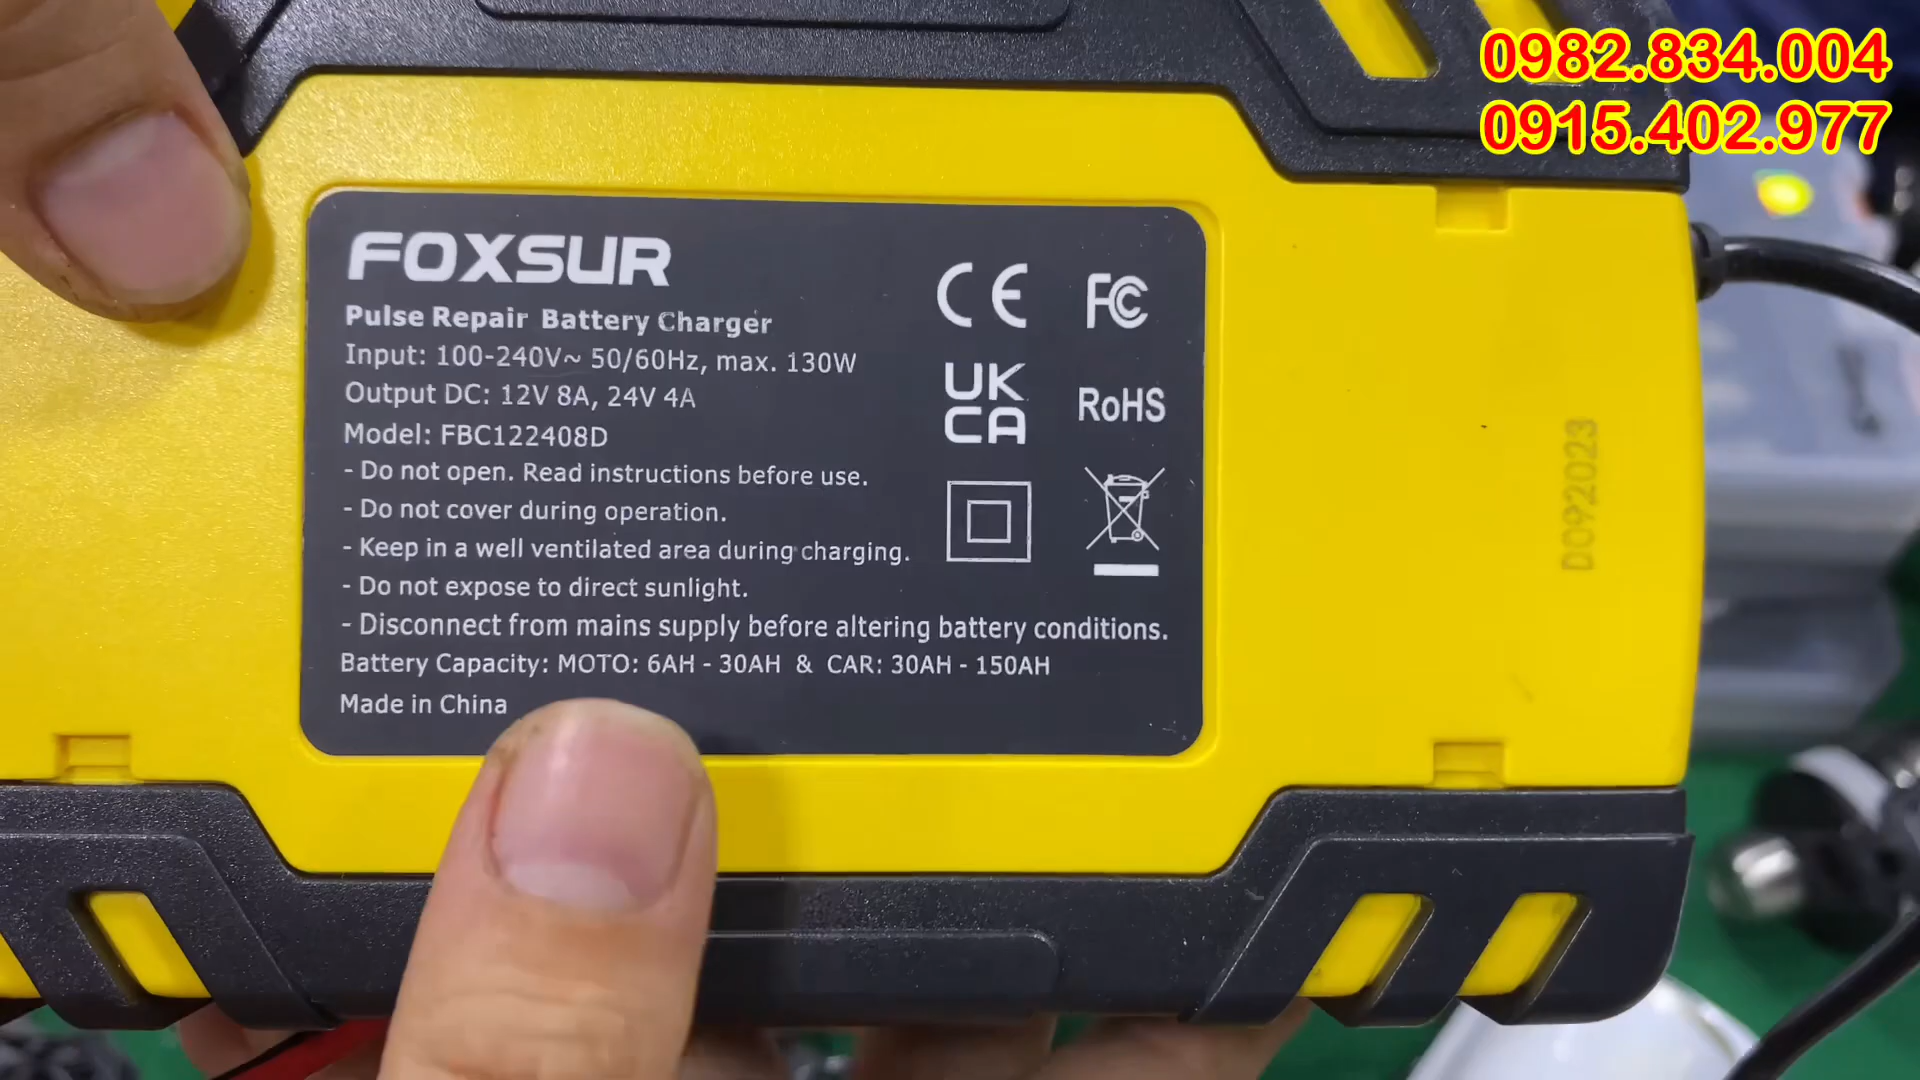 0982.834.004
0915.402.977
FOXSUR
Pulse Repair Battery Charger
Input: 100-240V~ 50/60Hz, max. 130W
Output DC: 12V 8A, 24V 4A
Model: FBC122408D
- Do not open. Read instructions before use.
- Do not cover during operation.
- Keep in a well ventilated area during charging.
- Do not expose to direct sunlight.
- Disconnect from mains supply before altering battery conditions.
Battery Capacity: MOTO: 6AH - 30AH & CAR: 30AH - 150AH
Made in China
CE
FC
UK
CA
RoHS
D092023